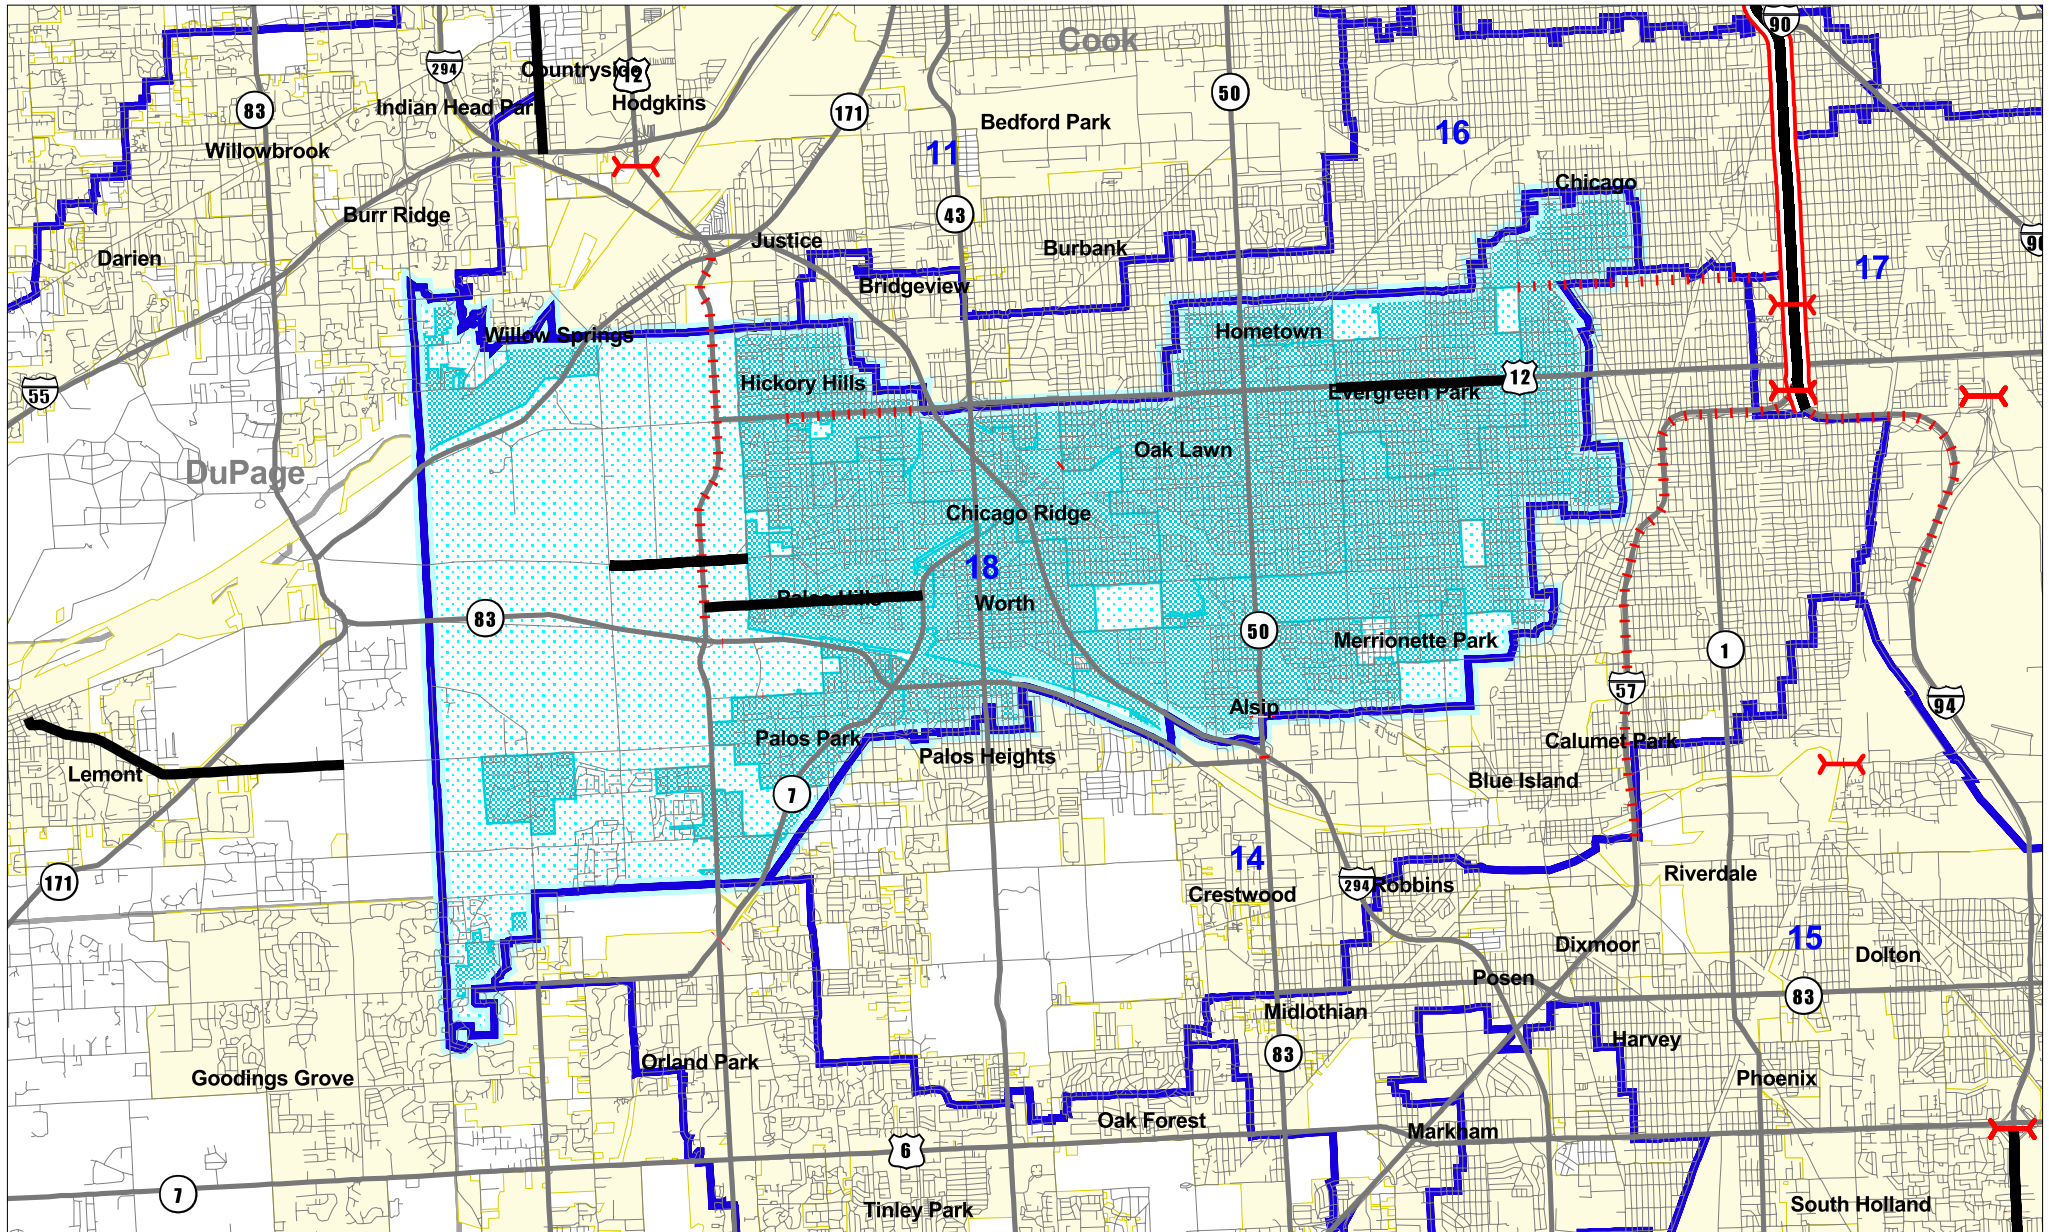 90
Cook
294
Countryside
12
83
Indian Head Park
Hodgkins
50
171
Bedford Park
16
Willowbrook
11
Chicago
Burr Ridge
43
Justice
Burbank
90
Darien
17
Bridgeview
Willow Springs
Hometown
55
Hickory Hills
12
Evergreen Park
Oak Lawn
DuPage
Chicago Ridge
18
Palos Hills
Worth
83
50
Merrionette Park
1
57
94
Alsip
Palos Park
Palos Heights
Calumet Park
Lemont
Blue Island
7
14
171
294
Robbins
Riverdale
Crestwood
15
Dixmoor
Dolton
Posen
83
Midlothian
Harvey
83
Orland Park
Goodings Grove
Phoenix
Oak Forest
Markham
6
7
Tinley Park
South Holland